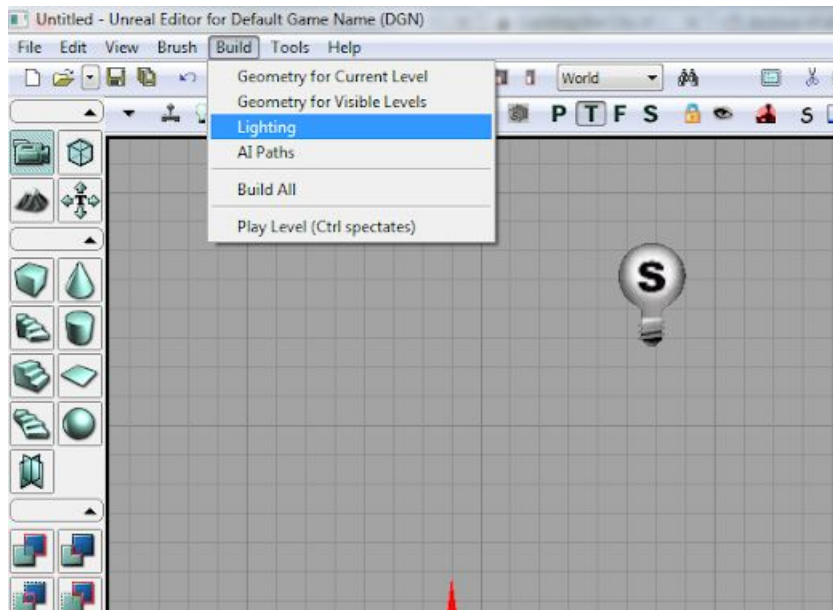 Untitled - Unreal Editor for Default Game Name (DGN)
File Edit View Brush Build Tools Help
World
Geometry for Current Level
Geometry for Visible Levels
Lighting
AI Paths
Build All
Play Level (Ctrl spectates)
P T F S
S
S